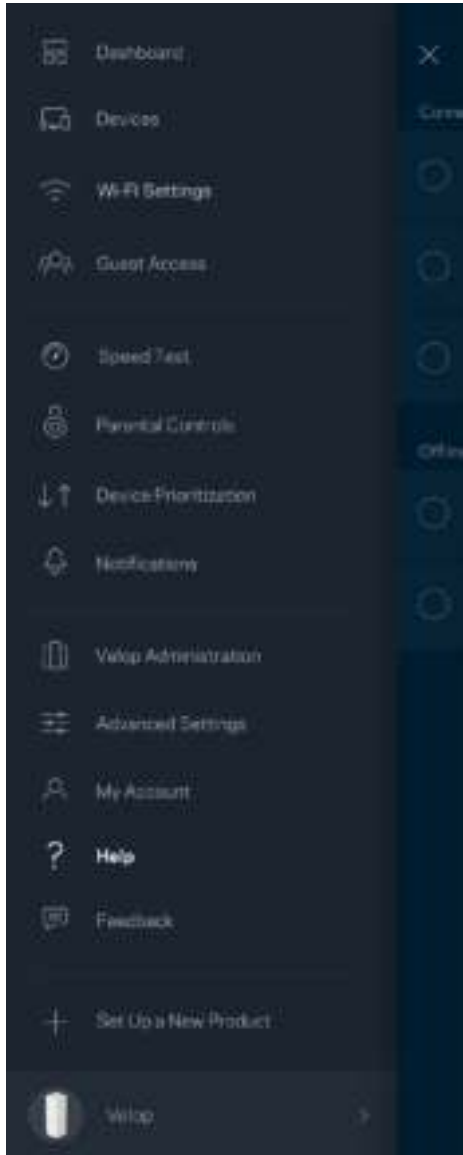 Dashboard
Devices
Wi-Fi Settings
Guest Access
Speed Test
Parental Controls
Device Prioritization
Notifications
Velop Administration
Advanced Settings
My Account
Help
Feedback
Set Up a New Product
Velop